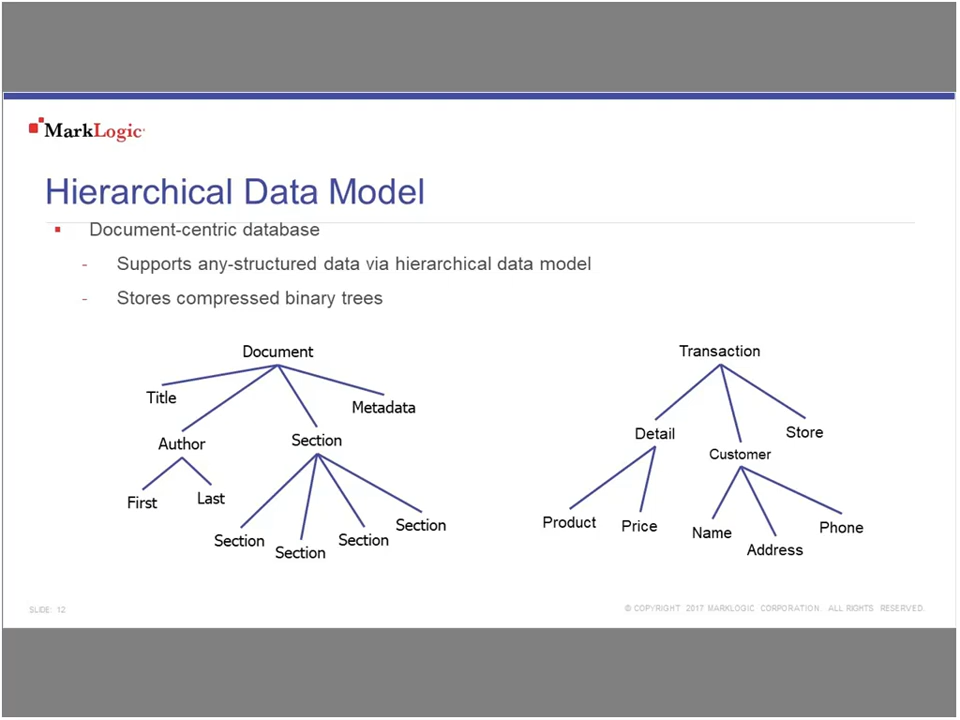 MarkLogic
Hierarchical Data Model
Document-centric database
- Supports any-structured data via hierarchical data model
- Stores compressed binary trees
Document
Title
Metadata
Author
Section
First
Last
Section
Section
Section
Section
Transaction
Detail
Customer
Store
Product
Price
Name
Address
Phone
SLIDE: 12
© COPYRIGHT 2017 MARKLOGIC CORPORATION. ALL RIGHTS RESERVED.